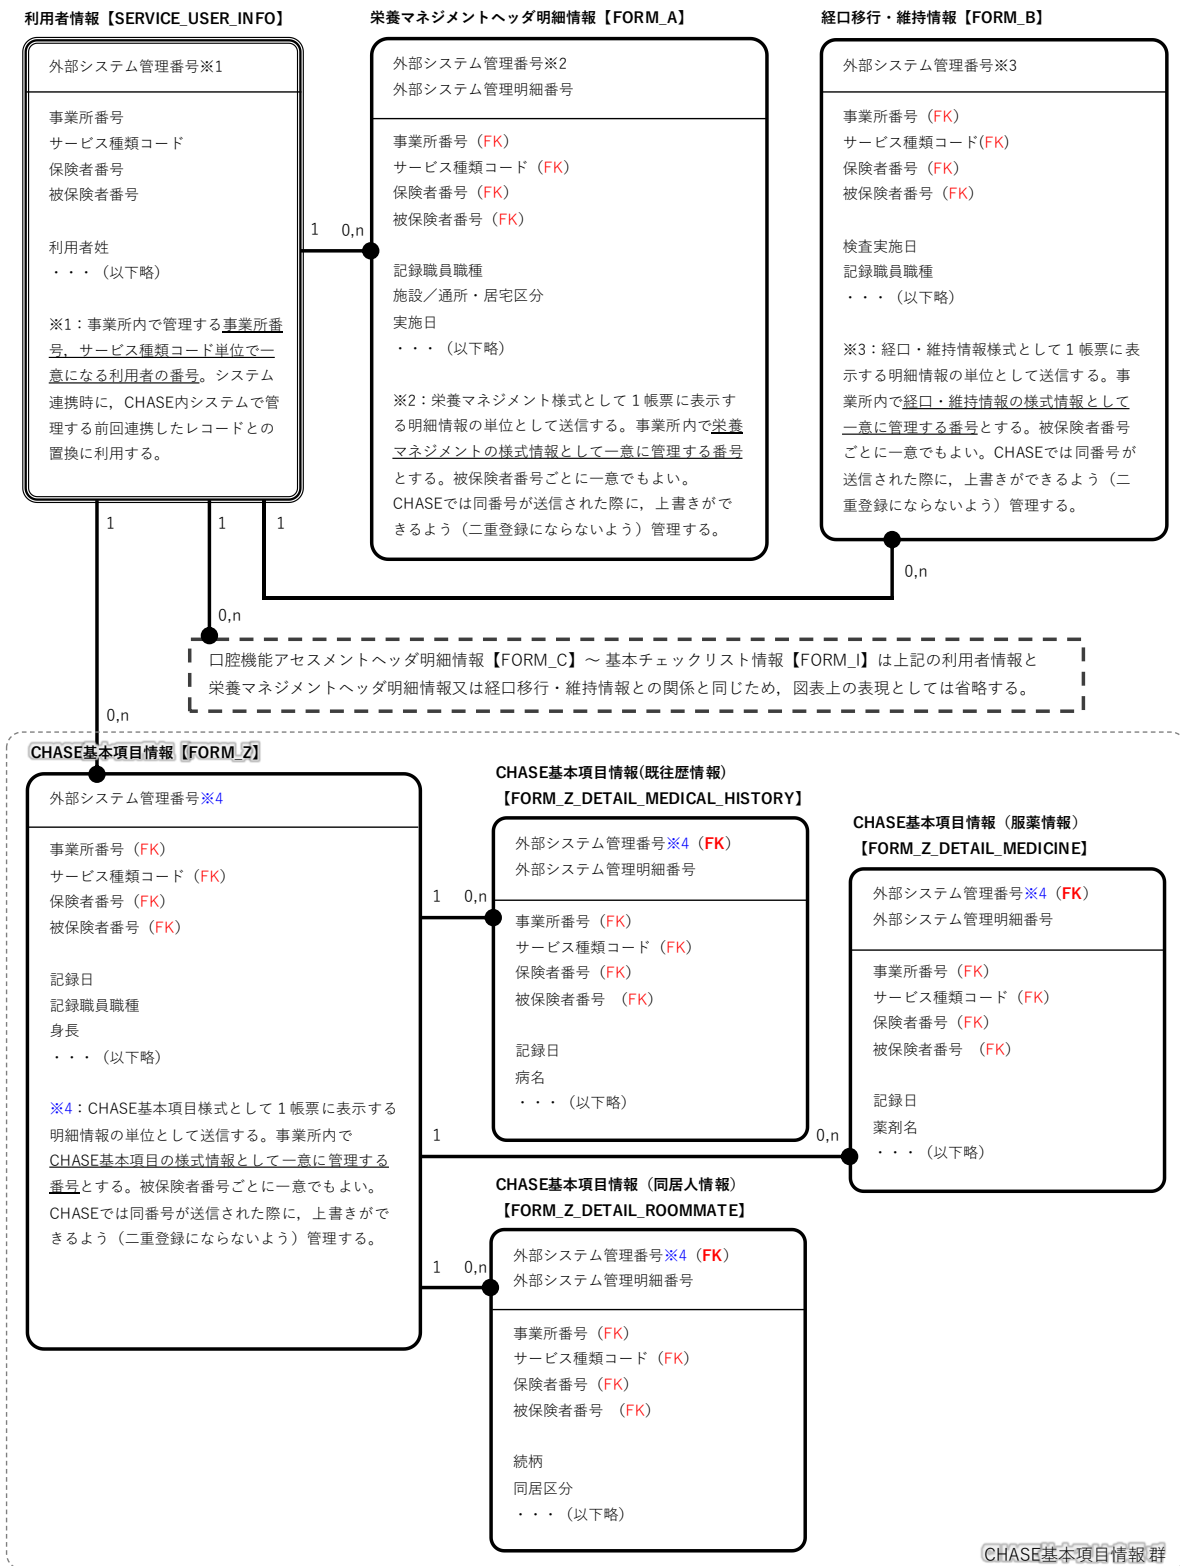 利用者情報【SERVICE_USER_INFO】
外部システム管理番号※1
事業所番号
サービス種類コード
保険者番号
被保険者番号
利用者姓
・・・（以下略）
※1：事業所内で管理する事業所番
号，サービス種類コード単位で一
意になる利用者の番号。システム
連携時に，CHASE内システムで管
理する前回連携したレコードとの
置換に利用する。
1 0,n
栄養マネジメントヘッダ明細情報【FORM_A】
外部システム管理番号※2
外部システム管理明細番号
事業所番号（FK）
サービス種類コード（FK）
保険者番号（FK）
被保険者番号（FK）
記録職員職種
施設／通所・居宅区分
実施日
・・・（以下略）
※2：栄養マネジメント様式として１帳票に表示す
る明細情報の単位として送信する。事業所内で栄養
マネジメントの様式情報として一意に管理する番号
とする。被保険者番号ごとに一意でもよい。
CHASEでは同番号が送信された際に，上書きがで
きるよう（二重登録にならないよう）管理する。
経口移行・維持情報【FORM_B】
外部システム管理番号※3
事業所番号（FK）
サービス種類コード(FK)
保険者番号（FK）
被保険者番号（FK）
検査実施日
記録職員職種
・・・（以下略）
※3：経口・維持情報様式として１帳票に表
示する明細情報の単位として送信する。事
業所内で経口・維持情報の様式情報として
一意に管理する番号とする。被保険者番号
ごとに一意でもよい。CHASEでは同番号が
送信された際に，上書きができるよう（二
重登録にならないよう）管理する。
1 1 1
0,n
0,n
口腔機能アセスメントヘッダ明細情報【FORM_C】～基本チェックリスト情報【FORM_I】は上記の利用者情報と
栄養マネジメントヘッダ明細情報又は経口移行・維持情報との関係と同じため，図表上の表現としては省略する。
0,n
CHASE基本項目情報【FORM_Z】
外部システム管理番号※4
事業所番号（FK）
サービス種類コード（FK）
保険者番号（FK）
被保険者番号（FK）
記録日
記録職員職種
身長
・・・（以下略）
※4：CHASE基本項目様式として１帳票に表示する
明細情報の単位として送信する。事業所内で
CHASE基本項目の様式情報として一意に管理する
番号とする。被保険者番号ごとに一意でもよい。
CHASEでは同番号が送信された際に，上書きがで
きるよう（二重登録にならないよう）管理する。
1 0,n
CHASE基本項目情報(既往歴情報)
【FORM_Z_DETAIL_MEDICAL_HISTORY】
外部システム管理番号※4（FK）
外部システム管理明細番号
事業所番号（FK）
サービス種類コード（FK）
保険者番号（FK）
被保険者番号（FK）
記録日
病名
・・・（以下略）
1 0,n
CHASE基本項目情報（服薬情報）
【FORM_Z_DETAIL_MEDICINE】
外部システム管理番号※4（FK）
外部システム管理明細番号
事業所番号（FK）
サービス種類コード（FK）
保険者番号（FK）
被保険者番号（FK）
記録日
薬剤名
・・・（以下略）
1 0,n
CHASE基本項目情報（同居人情報）
【FORM_Z_DETAIL_ROOMMATE】
外部システム管理番号※4（FK）
外部システム管理明細番号
事業所番号（FK）
サービス種類コード（FK）
保険者番号（FK）
被保険者番号（FK）
続柄
同居区分
・・・（以下略）
CHASE基本項目情報群